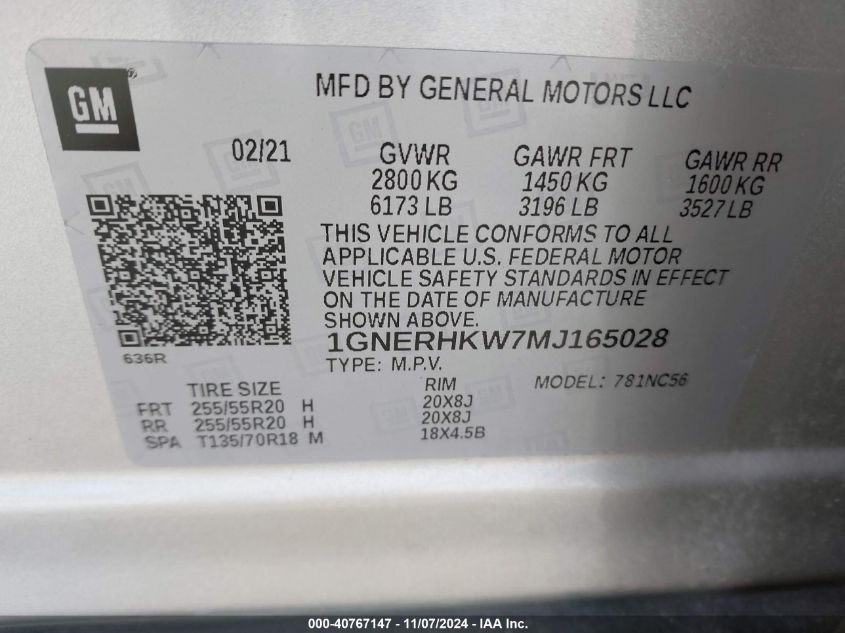 GM
MFD BY GENERAL MOTORS LLC
02/21 GVWR GAWR FRT GAWR RR
2800 KG 1450 KG 1600 KG
6173 LB 3196 LB 3527 LB
THIS VEHICLE CONFORMS TO ALL
APPLICABLE U.S. FEDERAL MOTOR
VEHICLE SAFETY STANDARDS IN EFFECT
ON THE DATE OF MANUFACTURE
SHOWN ABOVE.
1GNERHKW7MJ165028
636R
TYPE: M.P.V.
TIRE SIZE RIM MODEL: 781NC56
FRT 255/55R20 H 20X8J
RR 255/55R20 H 20X8J
SPA T135/70R18 M 18X4.5B
000-40767147 - 11/07/2024 - IAA Inc.